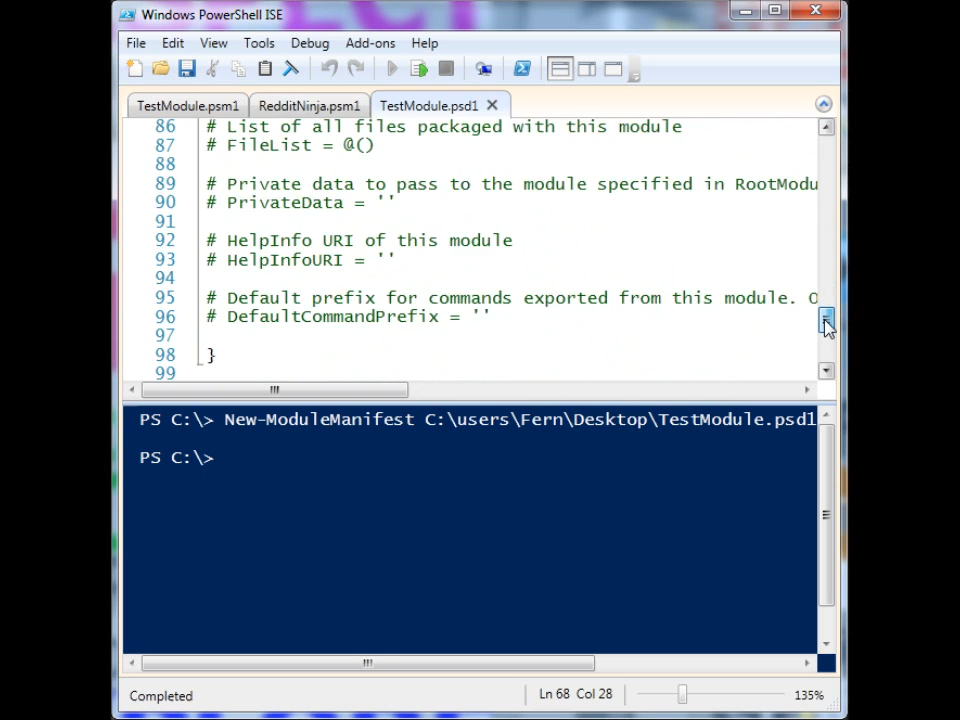 Windows PowerShell ISE
File Edit View Tools Debug Add-ons Help
TestModule.psm1 RedditNinja.psm1 TestModule.psd1
86 # List of all files packaged with this module
87 # FileList = @()
88
89 # Private data to pass to the module specified in RootModu
90 # PrivateData = ''
91
92 # HelpInfo URI of this module
93 # HelpInfoURI = ''
94
95 # Default prefix for commands exported from this module. O
96 # DefaultCommandPrefix = ''
97
98 }
99
PS C:\> New-ModuleManifest C:\users\Fern\Desktop\TestModule.psd1
PS C:\>
Completed Ln 68 Col 28 135%